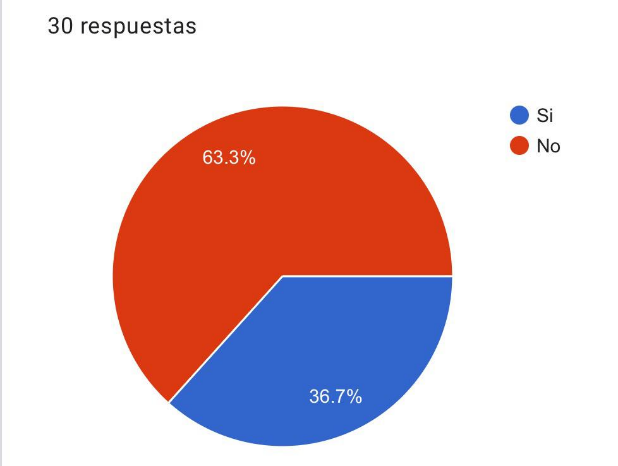 30 respuestas
Si
No
63.3%
36.7%